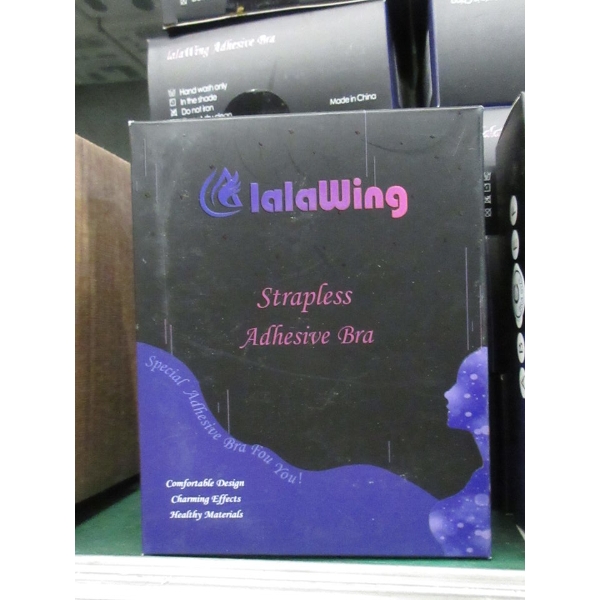 lalaWing Adhesive Bra
Hand wash only
In the shade
Do not iron
Made in China
lalaWing
Strapless
Adhesive Bra
Special Adhesive Bra Fou You!
Comfortable Design
Charming Effects
Healthy Materials